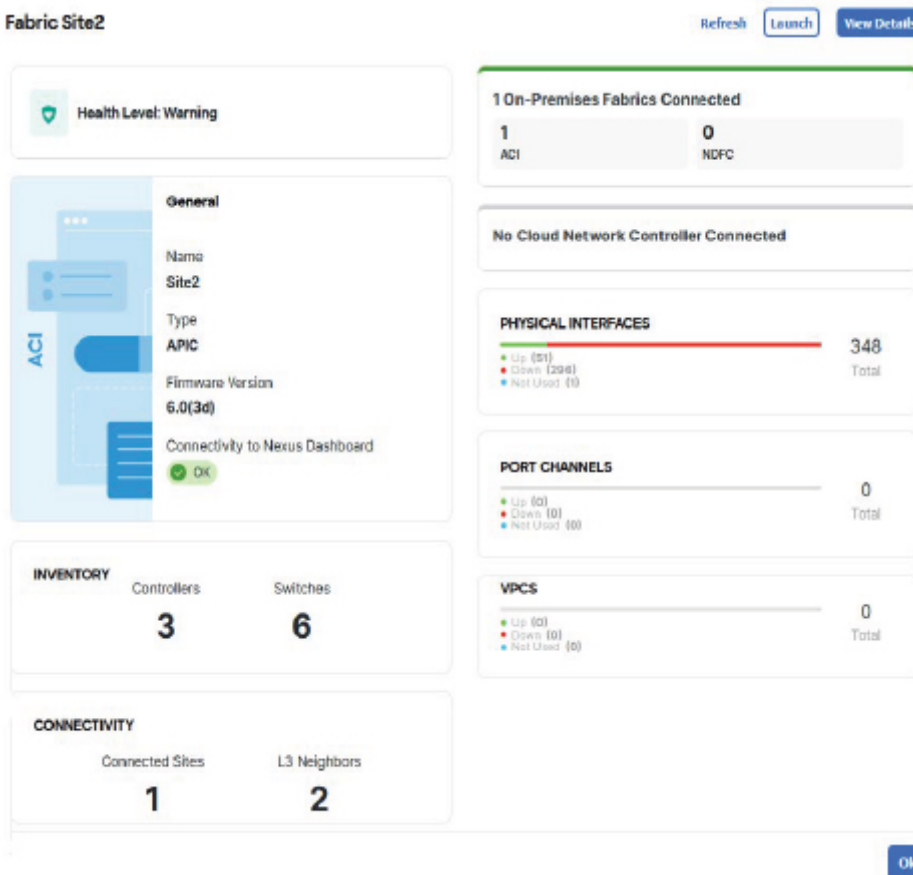 Fabric Site2
Refresh Launch View Details
Health Level: Warning
1 On-Premises Fabrics Connected
1 0
ACI NDFC
No Cloud Network Controller Connected
ACI
General
Name
Site2
Type
APIC
Firmware Version
6.0(3d)
Connectivity to Nexus Dashboard
OK
PHYSICAL INTERFACES
Up (51)
Down (296)
Not Used (1)
348
Total
PORT CHANNELS
Up (0)
Down (0)
Not Used (0)
0
Total
VPCS
Up (0)
Down (0)
Not Used (0)
0
Total
INVENTORY
Controllers Switches
3 6
CONNECTIVITY
Connected Sites L3 Neighbors
1 2
Ok